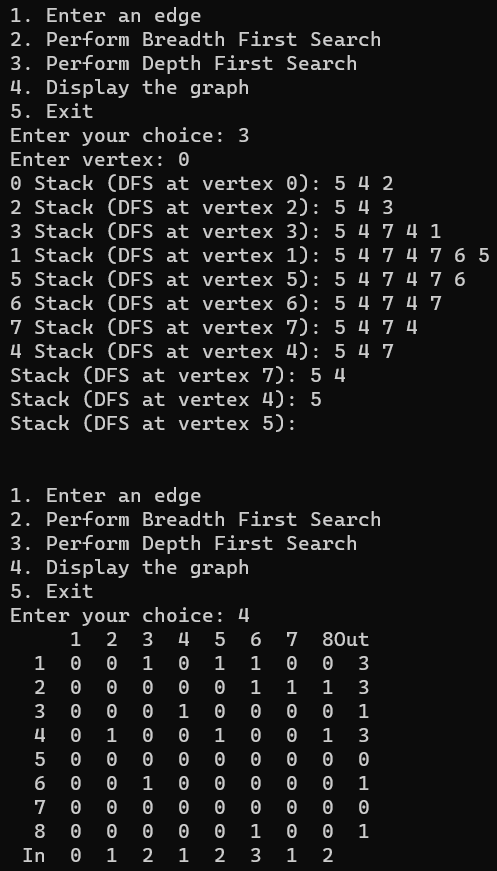 1. Enter an edge
2. Perform Breadth First Search
3. Perform Depth First Search
4. Display the graph
5. Exit
Enter your choice: 3
Enter vertex: 0
0 Stack (DFS at vertex 0): 5 4 2
2 Stack (DFS at vertex 2): 5 4 3
3 Stack (DFS at vertex 3): 5 4 7 4 1
1 Stack (DFS at vertex 1): 5 4 7 4 7 6 5
5 Stack (DFS at vertex 5): 5 4 7 4 7 6
6 Stack (DFS at vertex 6): 5 4 7 4 7
7 Stack (DFS at vertex 7): 5 4 7 4
4 Stack (DFS at vertex 4): 5 4 7
Stack (DFS at vertex 7): 5 4
Stack (DFS at vertex 4): 5
Stack (DFS at vertex 5):
1. Enter an edge
2. Perform Breadth First Search
3. Perform Depth First Search
4. Display the graph
5. Exit
Enter your choice: 4
     1  2  3  4  5  6  7  8Out
  1  0  0  1  0  1  1  0  0  3
  2  0  0  0  0  0  1  1  1  3
  3  0  0  0  1  0  0  0  0  1
  4  0  1  0  0  1  0  0  1  3
  5  0  0  0  0  0  0  0  0  0
  6  0  0  1  0  0  0  0  0  1
  7  0  0  0  0  0  0  0  0  0
  8  0  0  0  0  0  1  0  0  1
 In  0  1  2  1  2  3  1  2